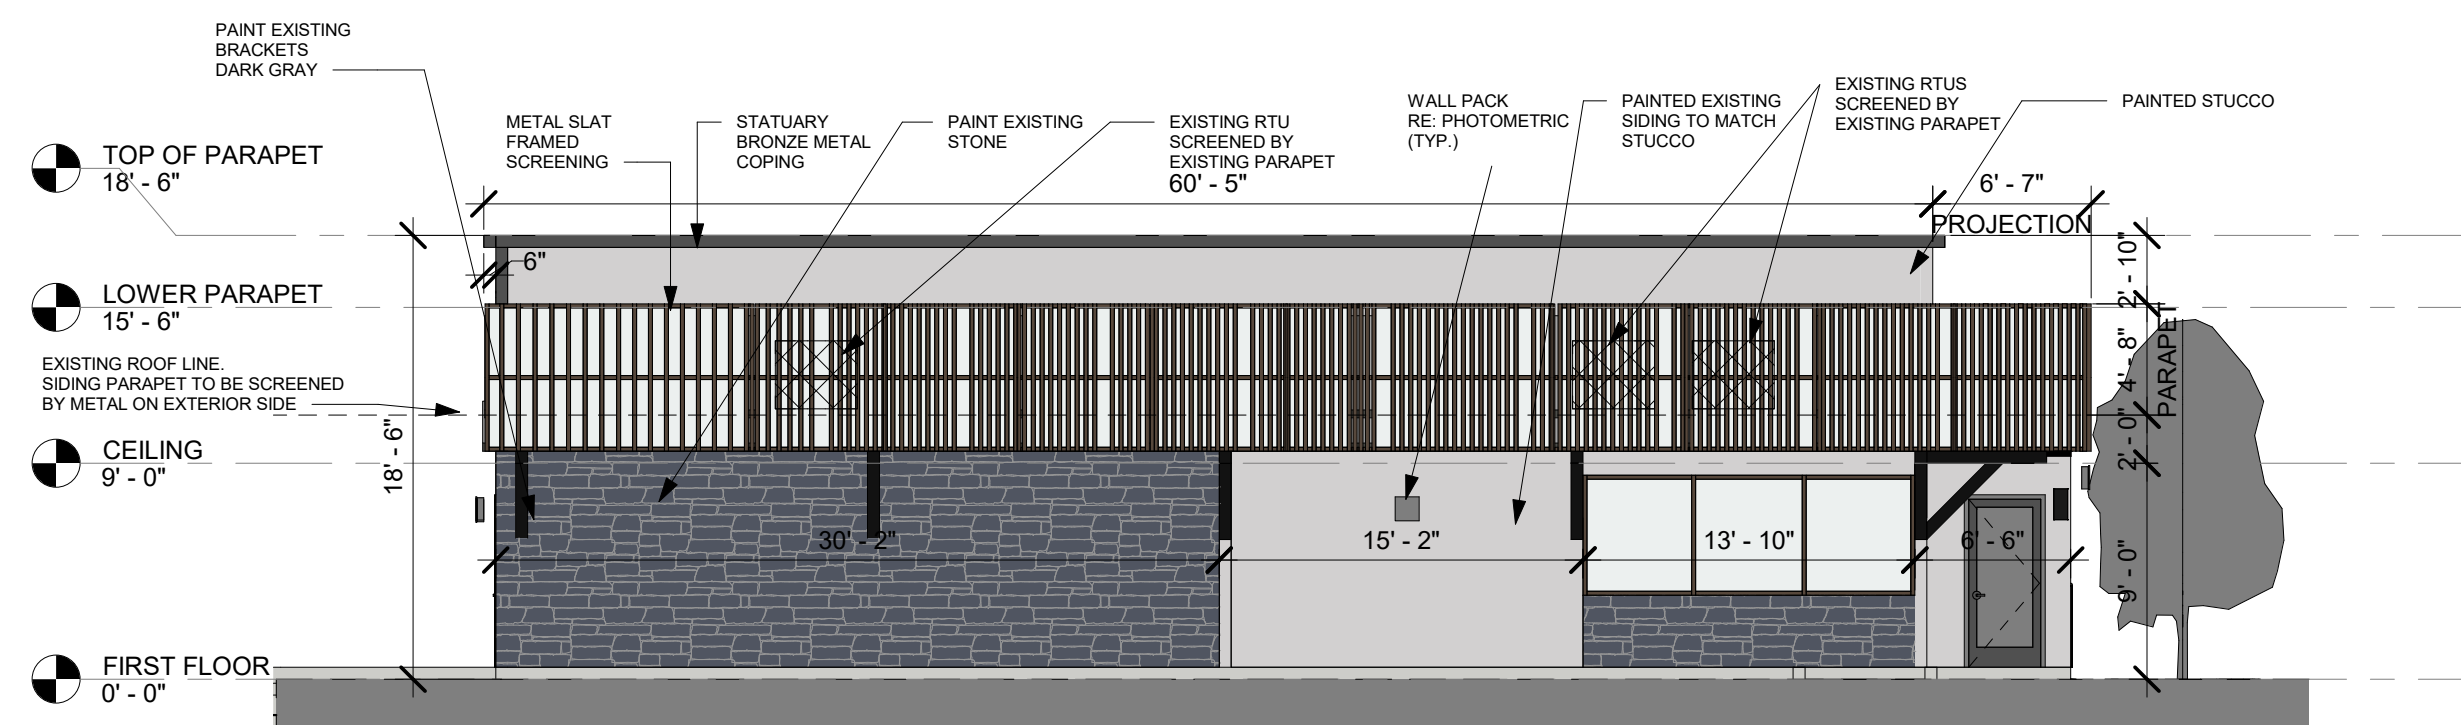 PAINT EXISTING
BRACKETS
DARK GRAY
METAL SLAT
FRAMED
SCREENING
STATUARY
BRONZE METAL
COPING
PAINT EXISTING
STONE
EXISTING RTU
SCREENED BY
EXISTING PARAPET
60' - 5"
WALL PACK
RE: PHOTOMETRIC
(TYP.)
PAINTED EXISTING
SIDING TO MATCH
STUCCO
EXISTING RTUS
SCREENED BY
EXISTING PARAPET
PAINTED STUCCO
6' - 7"
PROJECTION
TOP OF PARAPET
18' - 6"
6"
2' - 10"
LOWER PARAPET
15' - 6"
EXISTING ROOF LINE.
SIDING PARAPET TO BE SCREENED
BY METAL ON EXTERIOR SIDE
4' - 8"
PARAPET
CEILING
9' - 0"
18' - 6"
2' - 0"
30' - 2"
15' - 2"
13' - 10"
6' - 6"
9' - 0"
FIRST FLOOR
0' - 0"